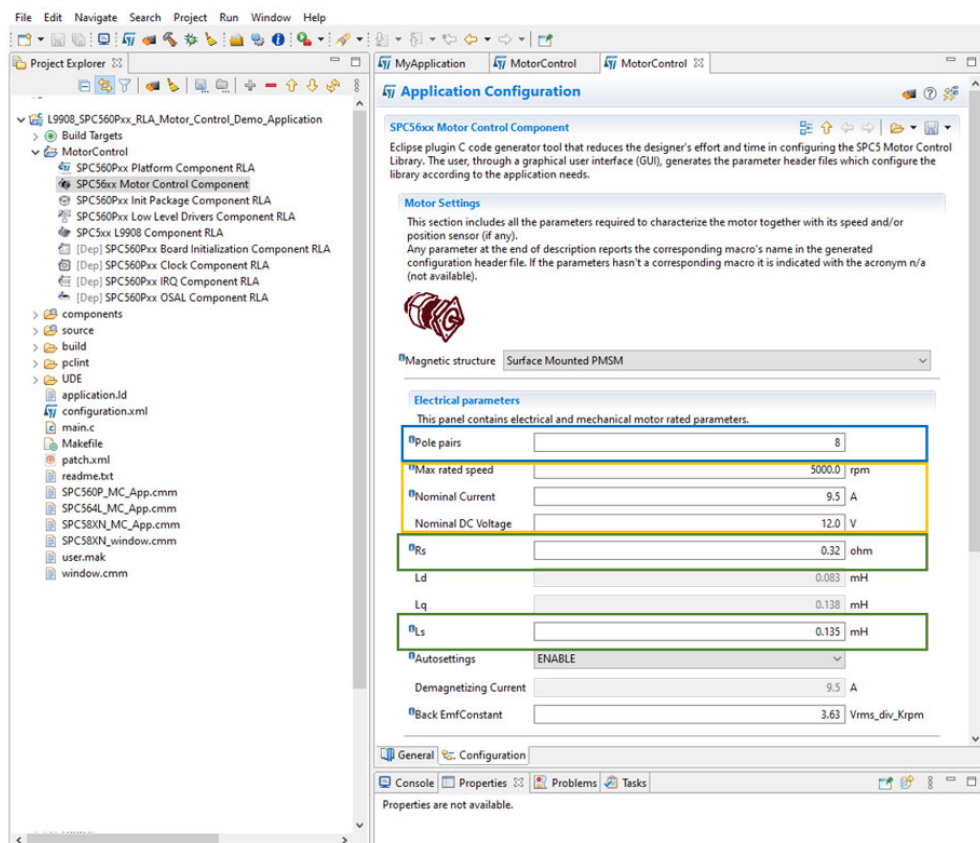 File Edit Navigate Search Project Run Window Help
Project Explorer
L9908_SPC560Pxx_RLA_Motor_Control_Demo_Application
Build Targets
MotorControl
SPC560Pxx Platform Component RLA
SPC56xx Motor Control Component
SPC560Pxx Init Package Component RLA
SPC560Pxx Low Level Drivers Component RLA
SPC5xx L9908 Component RLA
[Dep] SPC560Pxx Board Initialization Component RLA
[Dep] SPC560Pxx Clock Component RLA
[Dep] SPC560Pxx IRQ Component RLA
[Dep] SPC560Pxx OSAL Component RLA
components
source
build
pclint
UDE
application.ld
configuration.xml
main.c
Makefile
patch.xml
readme.txt
SPC560P_MC_App.cmm
SPC564L_MC_App.cmm
SPC58XN_MC_App.cmm
SPC58XN_window.cmm
user.mak
window.cmm
MyApplication MotorControl MotorControl
Application Configuration
SPC56xx Motor Control Component
Eclipse plugin C code generator tool that reduces the designer's effort and time in configuring the SPC5 Motor Control
Library. The user, through a graphical user interface (GUI), generates the parameter header files which configure the
library according to the application needs.
Motor Settings
This section includes all the parameters required to characterize the motor together with its speed and/or
position sensor (if any).
Any parameter at the end of description reports the corresponding macro's name in the generated
configuration header file. If the parameters hasn't a corresponding macro it is indicated with the acronym n/a
(not available).
Magnetic structure Surface Mounted PMSM
Electrical parameters
This panel contains electrical and mechanical motor rated parameters.
Pole pairs 8
Max rated speed 5000.0 rpm
Nominal Current 9.5 A
Nominal DC Voltage 12.0 V
Rs 0.32 ohm
Ld 0.083 mH
Lq 0.138 mH
Ls 0.135 mH
Autosettings ENABLE
Demagnetizing Current 9.5 A
Back EmfConstant 3.63 Vrms_div_Krpm
General Configuration
Console Properties Problems Tasks
Properties are not available.